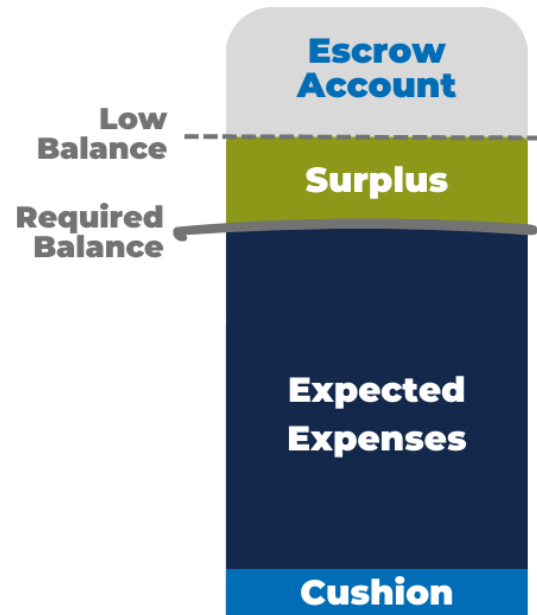 Escrow
Account
Low
Balance
Surplus
Required
Balance
Expected
Expenses
Cushion